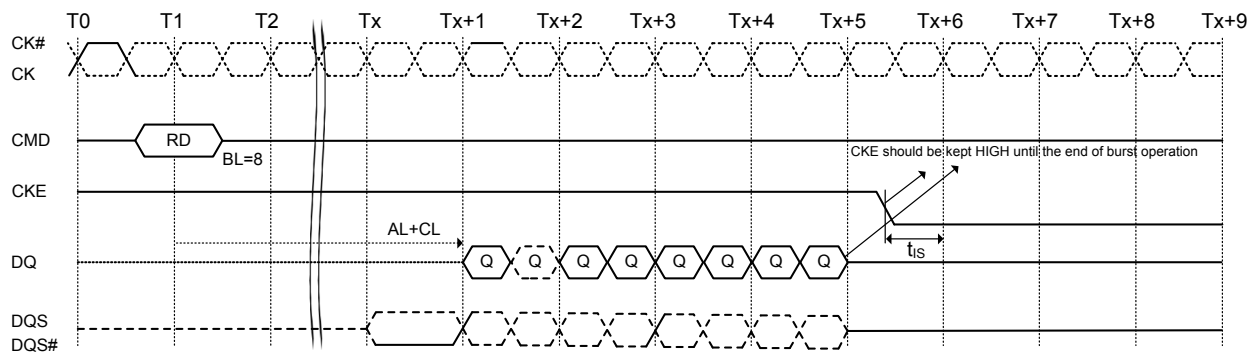 T0 T1 T2 Tx Tx+1 Tx+2 Tx+3 Tx+4 Tx+5 Tx+6 Tx+7 Tx+8 Tx+9
CK#
CK
CMD
RD
BL=8
CKE should be kept HIGH until the end of burst operation
CKE
AL+CL
tIS
DQ
Q Q Q Q Q Q Q Q
DQS
DQS#